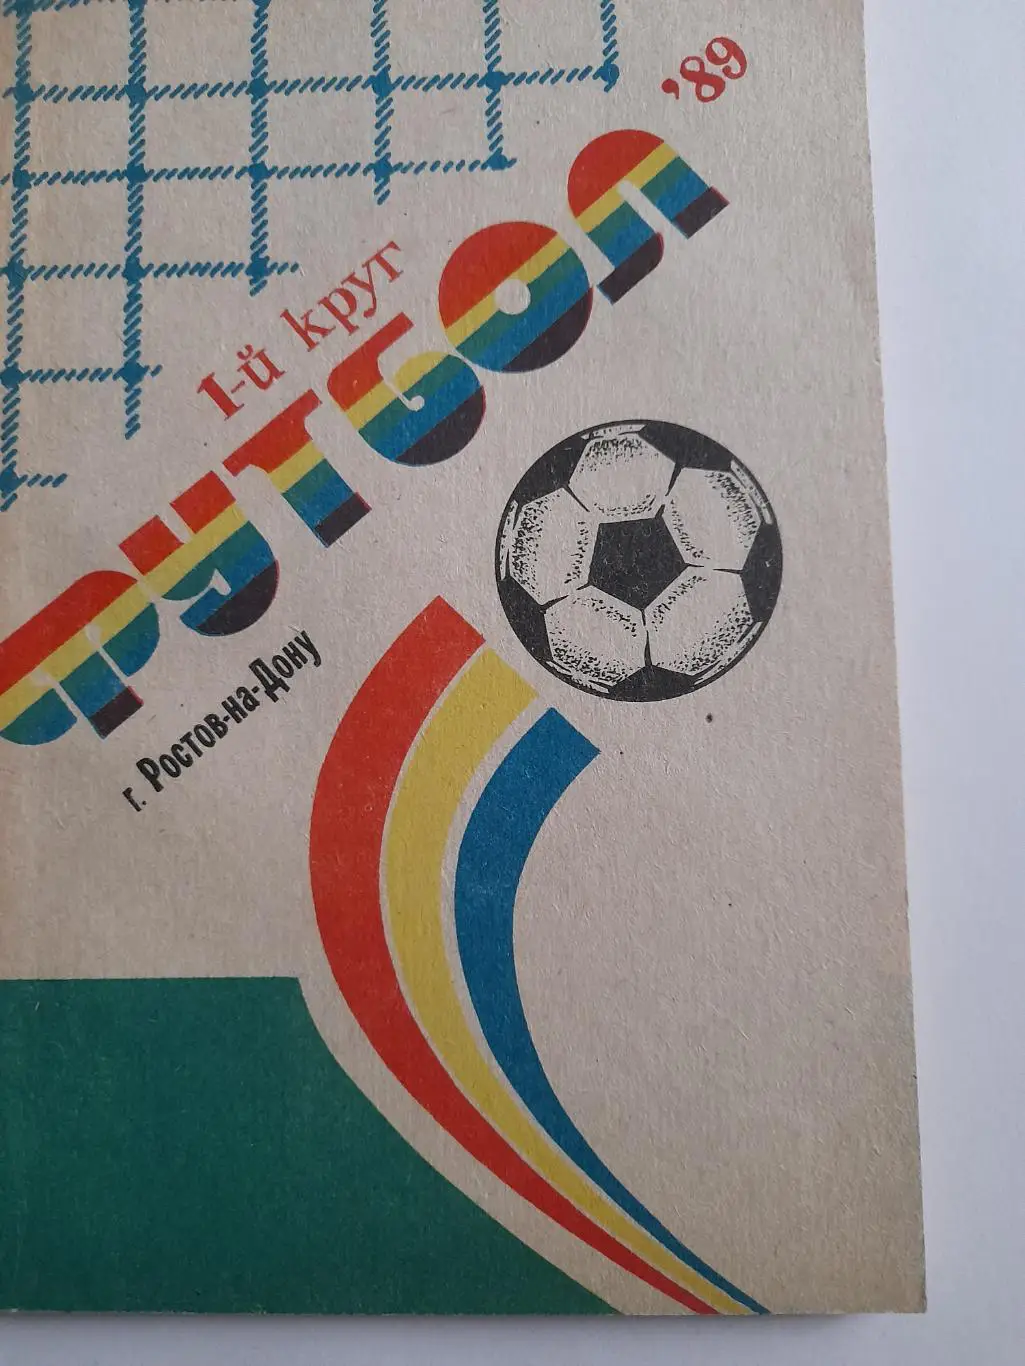 '89
1-й круг
футбол
г. Ростов-на-Дону